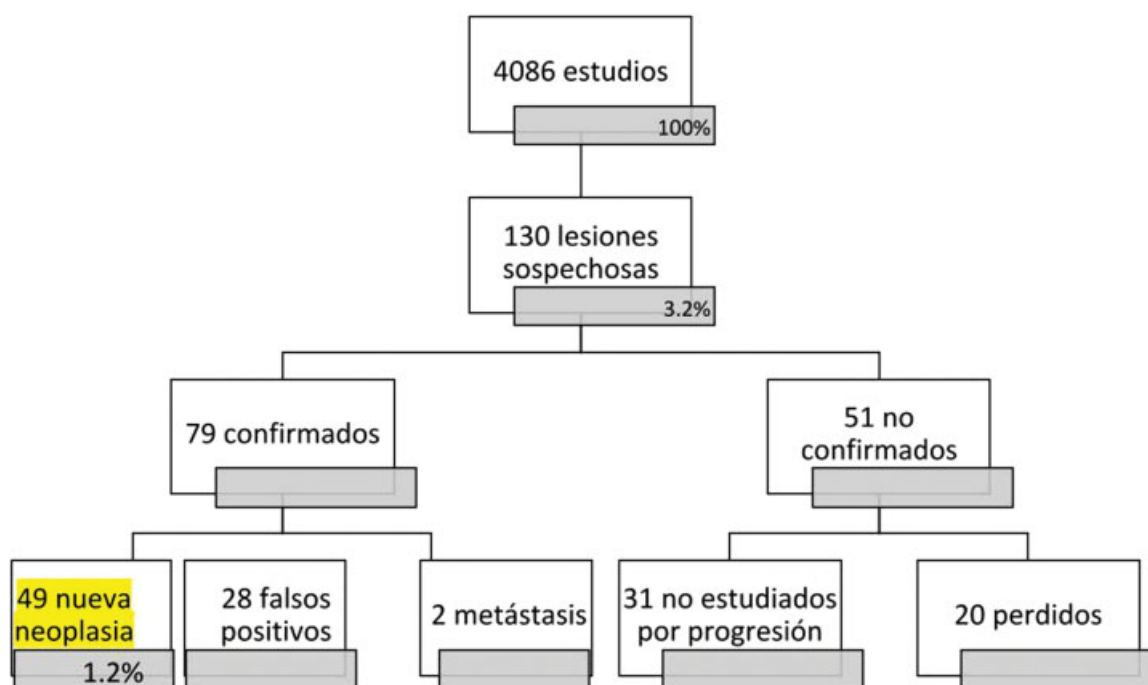 4086 estudios
100%
130 lesiones
sospechosas
3.2%
79 confirmados
51 no
confirmados
49 nueva
neoplasia
1.2%
28 falsos
positivos
2 metástasis
31 no estudiados
por progresión
20 perdidos